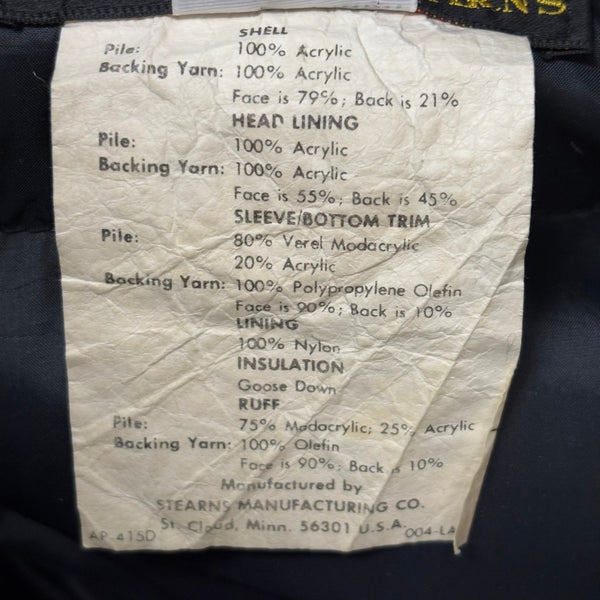 SHELL
Pile: 100% Acrylic
Backing Yarn: 100% Acrylic
Face is 79%; Back is 21%
HEAD LINING
Pile: 100% Acrylic
Backing Yarn: 100% Acrylic
Face is 55%; Back is 45%
SLEEVE/BOTTOM TRIM
Pile: 80% Verel Modacrylic
20% Acrylic
Backing Yarn: 100% Polypropylene Olefin
Face is 90%; Back is 10%
LINING
100% Nylon
INSULATION
Goose Down
RUFF
Pile: 75% Modacrylic; 25% Acrylic
Backing Yarn: 100% Olefin
Face is 90%; Back is 10%
Manufactured by
STEARNS MANUFACTURING CO.
St. Cloud, Minn. 56301 U.S.A.
AP-415D 004-LA